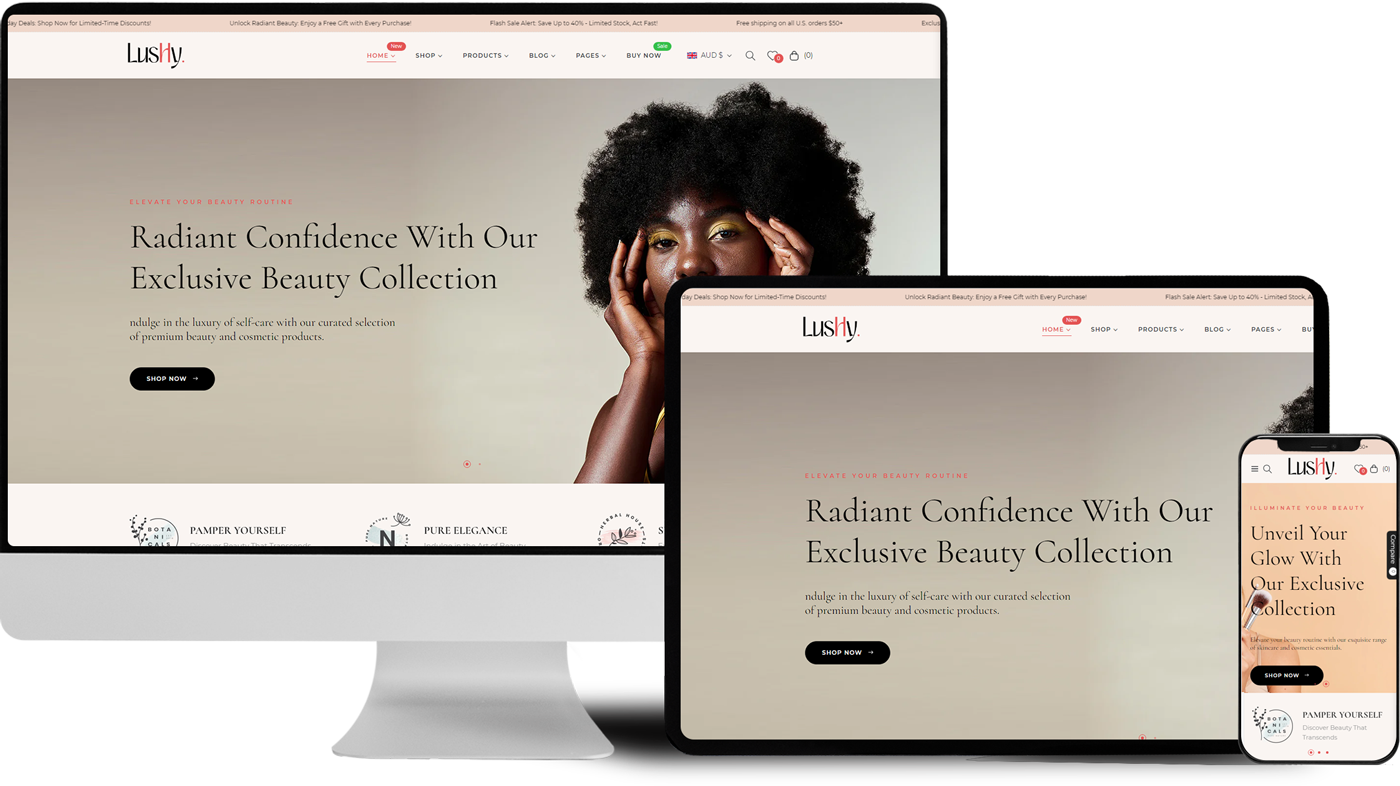 day Deals: Shop Now for Limited-Time Discounts!
Unlock Radiant Beauty: Enjoy a Free Gift with Every Purchase!
Flash Sale Alert: Save Up to 40% - Limited Stock, Act Fast!
Free shipping on all U.S. orders $50+
Exclus
LusHy.
New
HOME
SHOP
PRODUCTS
BLOG
PAGES
Sale
BUY NOW
AUD $
0
(0)
ELEVATE YOUR BEAUTY ROUTINE
Radiant Confidence With Our
Exclusive Beauty Collection
ndulge in the luxury of self-care with our curated selection
of premium beauty and cosmetic products.
SHOP NOW →
BOTA
NI
CALS
PAMPER YOURSELF
Discover Beauty That Transcends
NATURE
N
PURE ELEGANCE
Indulge in the Art of Beauty
HERBAL HOUSE
S
day Deals: Shop Now for Limited-Time Discounts!
Unlock Radiant Beauty: Enjoy a Free Gift with Every Purchase!
Flash Sale Alert: Save Up to 40% - Limited Stock, A
LusHy.
New
HOME
SHOP
PRODUCTS
BLOG
PAGES
BUY
ELEVATE YOUR BEAUTY ROUTINE
Radiant Confidence With Our
Exclusive Beauty Collection
ndulge in the luxury of self-care with our curated selection
of premium beauty and cosmetic products.
SHOP NOW →
50+
LusHy.
0
(0)
ILLUMINATE YOUR BEAUTY
Unveil Your
Glow With
Our Exclusive
Collection
Elevate your beauty routine with our exquisite range
of skincare and cosmetic essentials.
SHOP NOW →
Compare
BOTA
NI
CALS
PAMPER YOURSELF
Discover Beauty That
Transcends